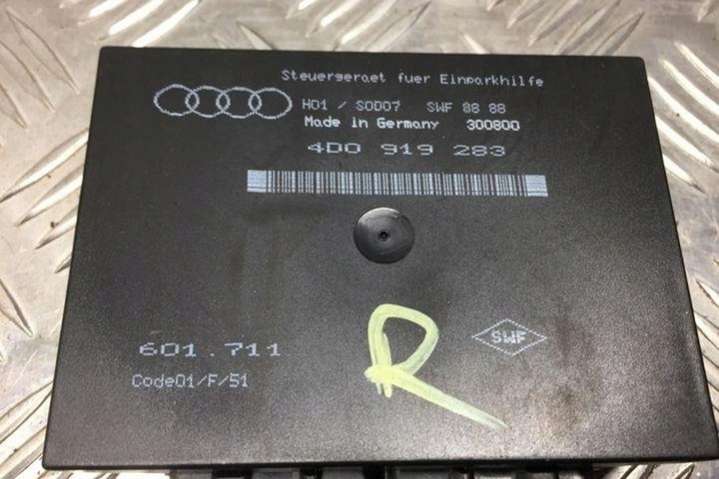 Steuergeraet fuer Einparkhilfe
H01 / SOD07 SWF 88 88
Made in Germany 300800
4D0 919 283
R
SWF
601.711
Code01/F/51